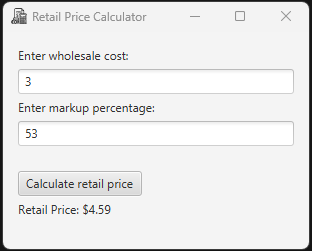 Retail Price Calculator
Enter wholesale cost:
3
Enter markup percentage:
53
Calculate retail price
Retail Price: $4.59